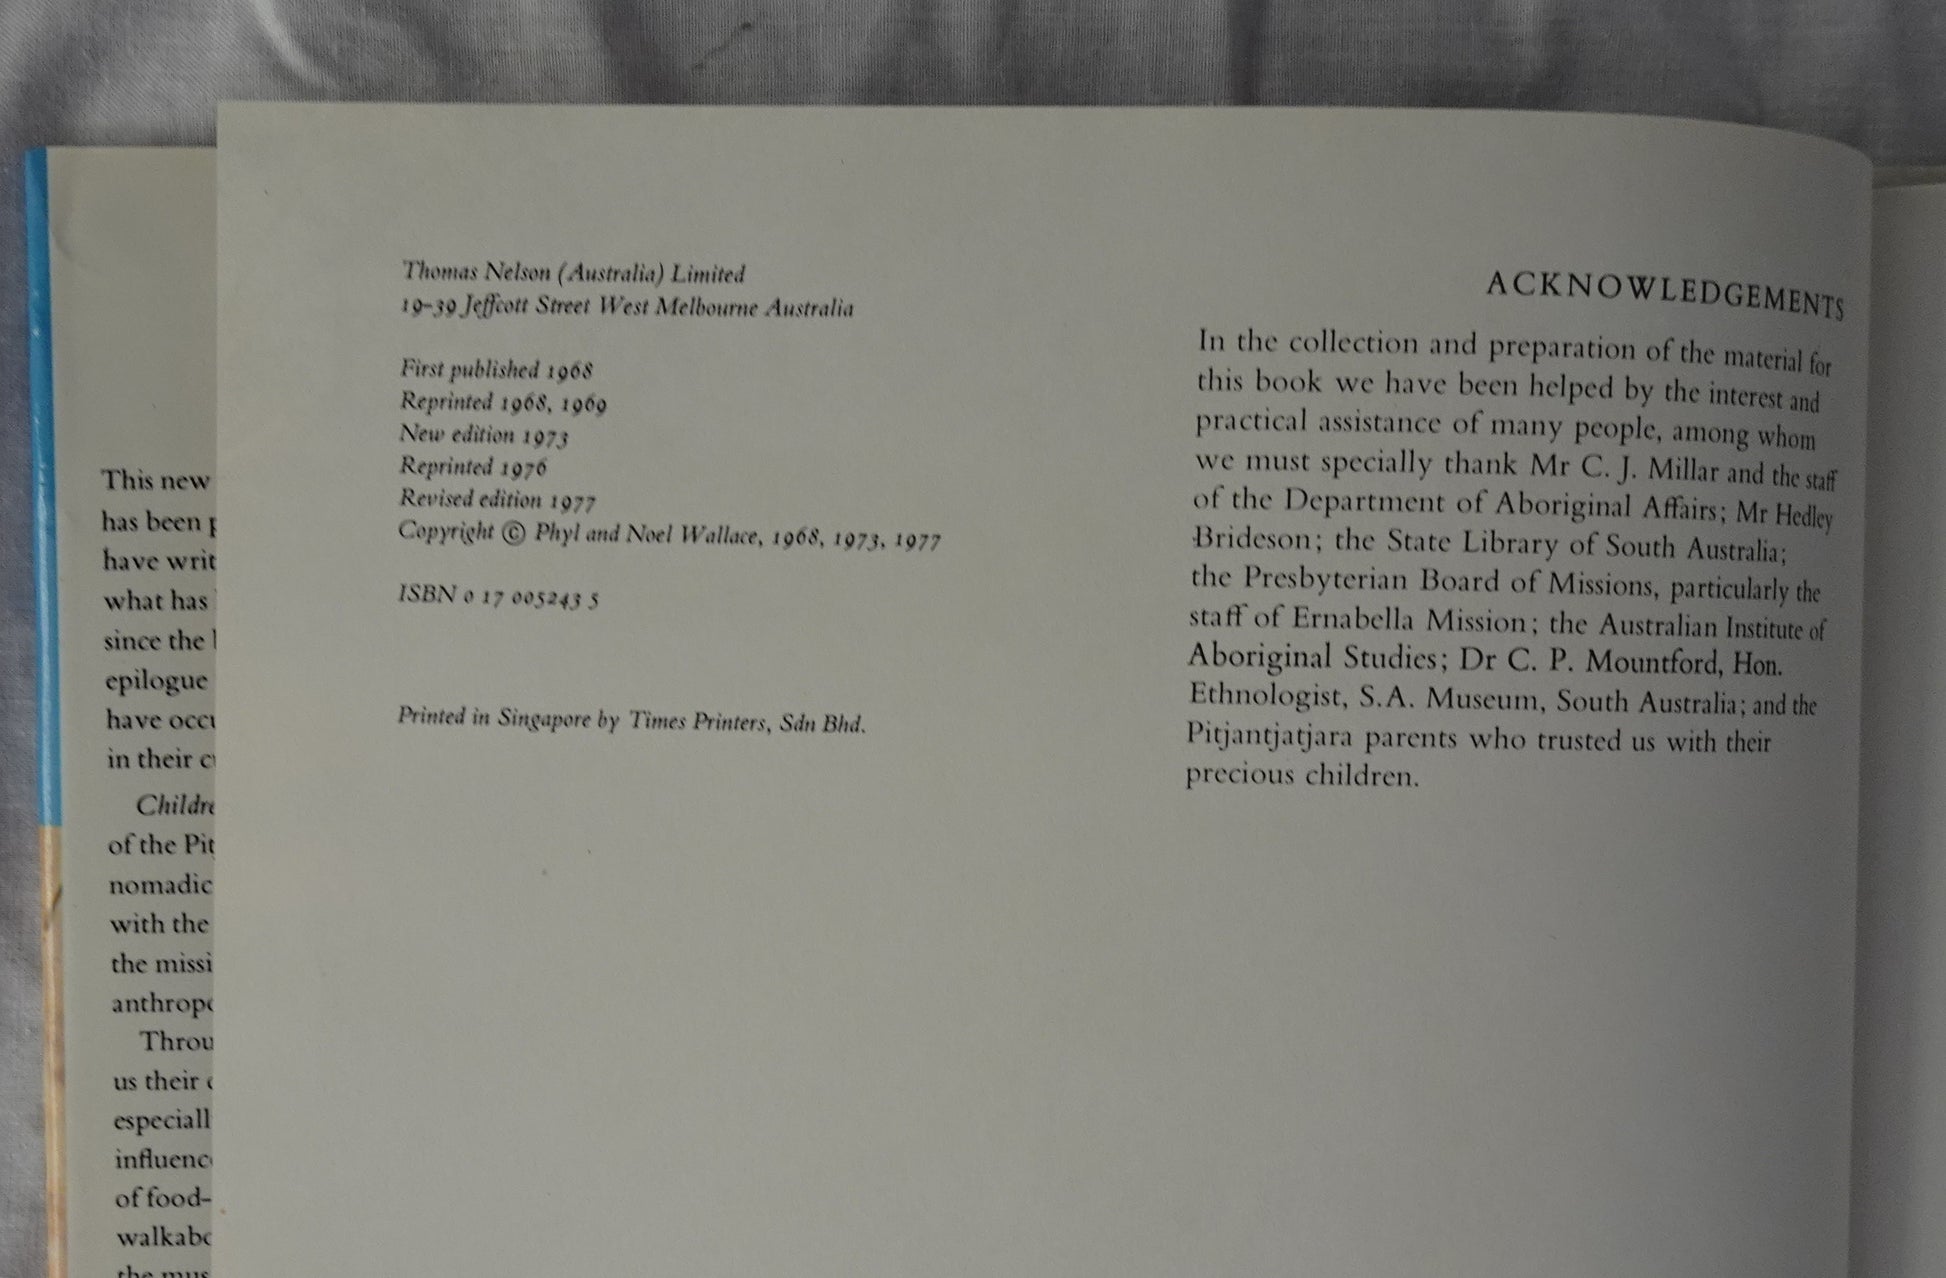 Thomas Nelson (Australia) Limited
19–39 Jeffcott Street West Melbourne Australia
First published 1968
Reprinted 1968, 1969
New edition 1973
Reprinted 1976
Revised edition 1977
Copyright © Phyl and Noel Wallace, 1968, 1973, 1977
ISBN 0 17 005243 5
Printed in Singapore by Times Printers, Sdn Bhd.
ACKNOWLEDGEMENTS
In the collection and preparation of the material for
this book we have been helped by the interest and
practical assistance of many people, among whom
we must specially thank Mr C. J. Millar and the staff
of the Department of Aboriginal Affairs; Mr Hedley
Brideson; the State Library of South Australia;
the Presbyterian Board of Missions, particularly the
staff of Ernabella Mission; the Australian Institute of
Aboriginal Studies; Dr C. P. Mountford, Hon.
Ethnologist, S.A. Museum, South Australia; and the
Pitjantjatjara parents who trusted us with their
precious children.
This new
has been
have writ
what has
since the
epilogue
have occu
in their
Childre
of the Pit
nomadic
with the
the missi
anthropo
Throu
us their
especiall
influenc
of food-
walkabo
the mus